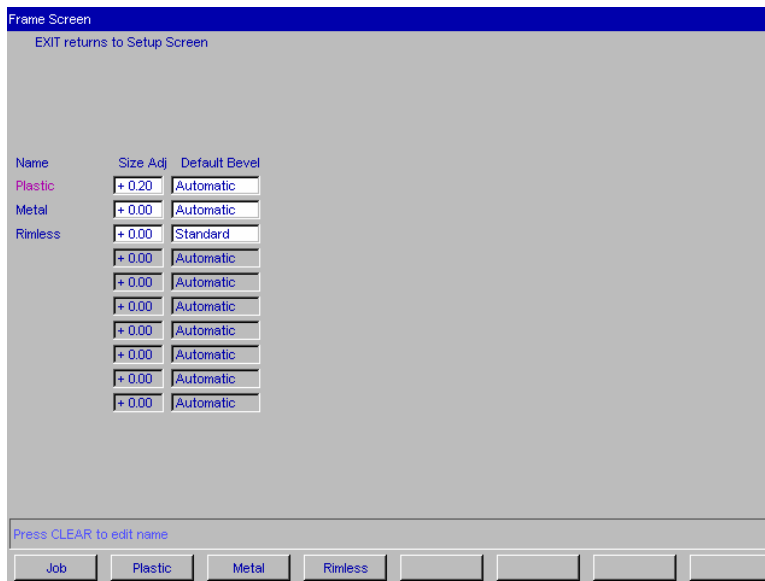 Frame Screen
EXIT returns to Setup Screen
Name Size Adj Default Bevel
Plastic + 0.20 Automatic
Metal + 0.00 Automatic
Rimless + 0.00 Standard
+ 0.00 Automatic
+ 0.00 Automatic
+ 0.00 Automatic
+ 0.00 Automatic
+ 0.00 Automatic
+ 0.00 Automatic
+ 0.00 Automatic
Press CLEAR to edit name
Job Plastic Metal Rimless